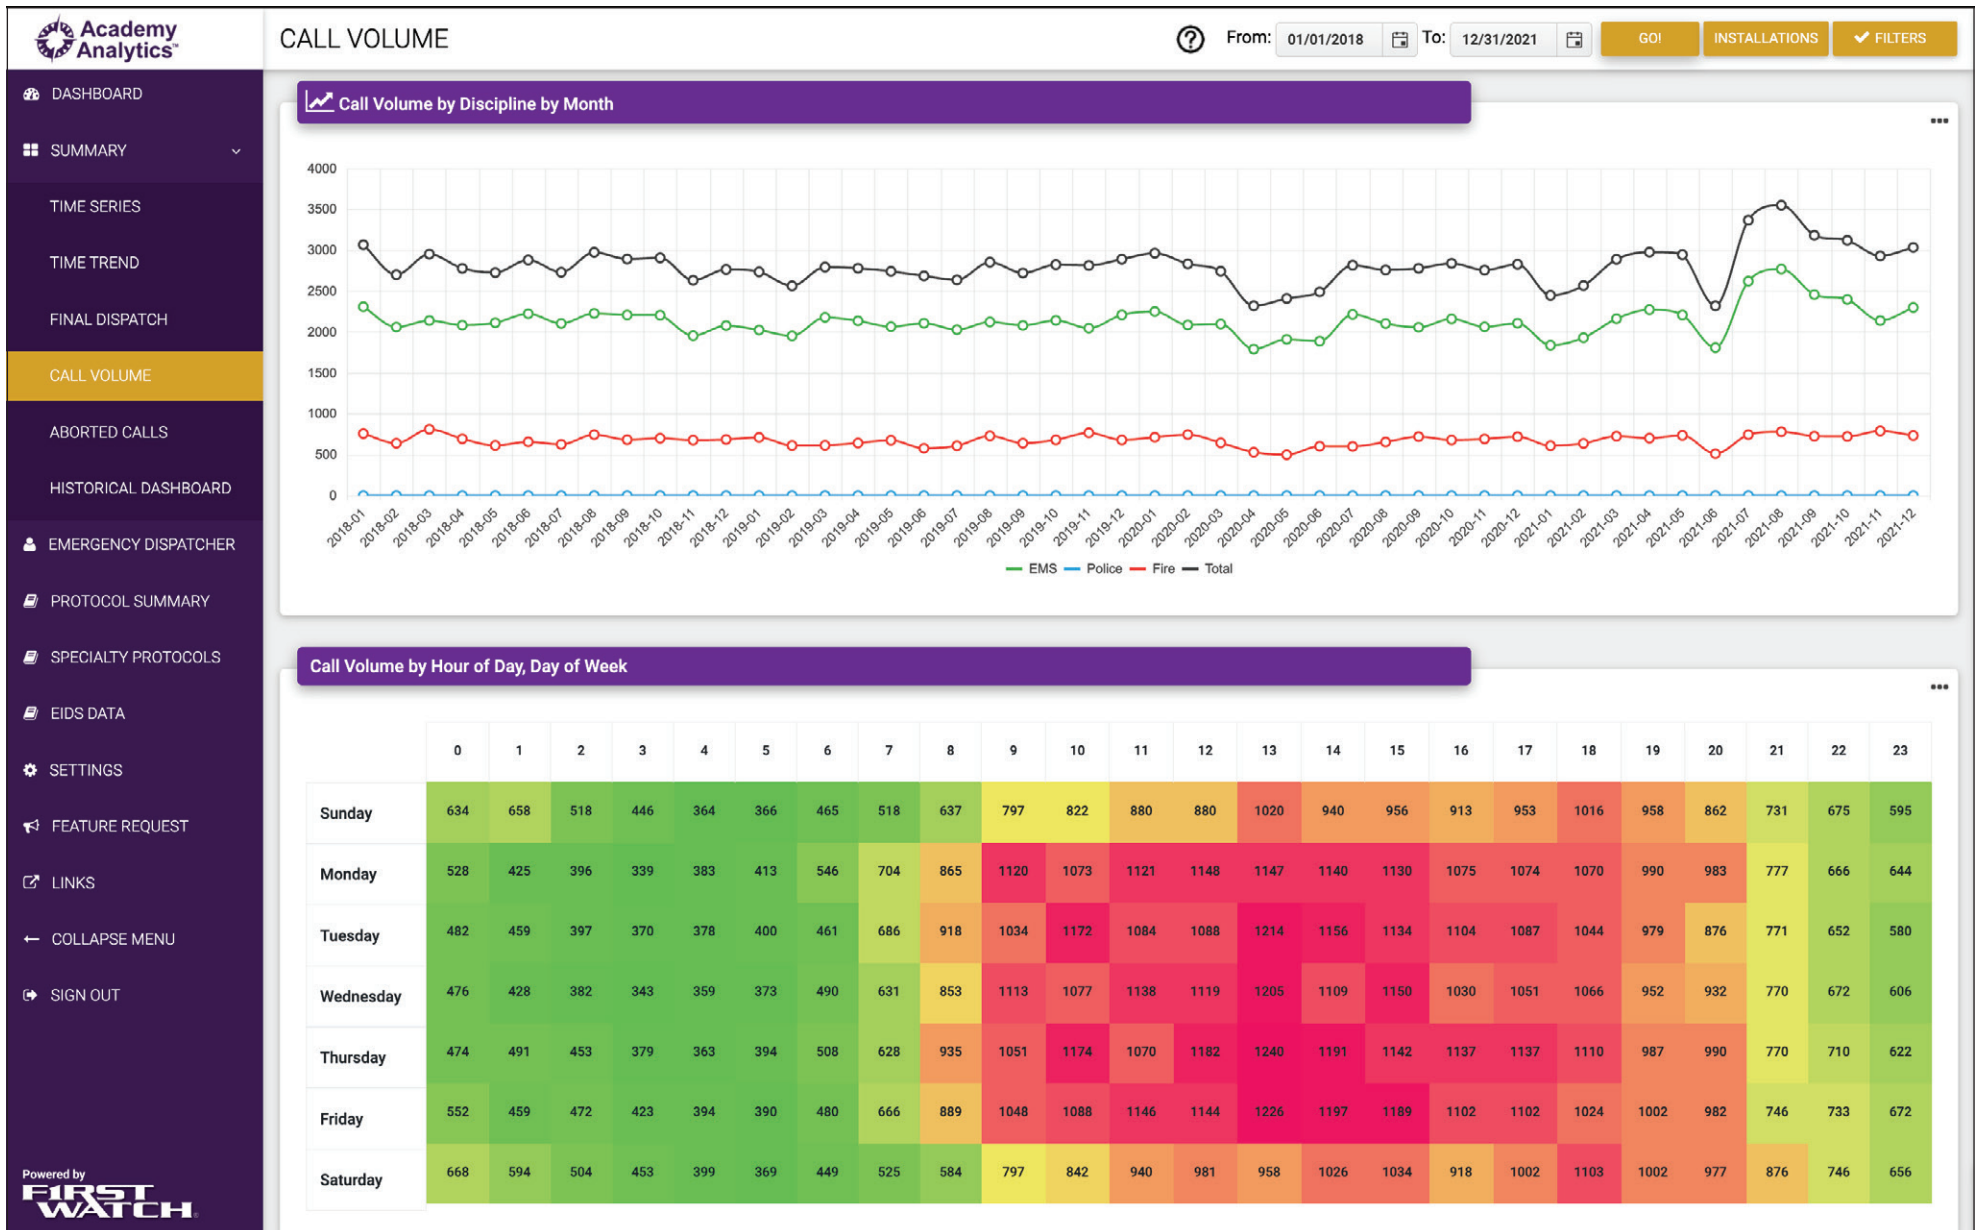 Academy
Analytics™
CALL VOLUME
From: 01/01/2018 To: 12/31/2021 GO! INSTALLATIONS FILTERS
DASHBOARD
SUMMARY
TIME SERIES
TIME TREND
FINAL DISPATCH
CALL VOLUME
ABORTED CALLS
HISTORICAL DASHBOARD
EMERGENCY DISPATCHER
PROTOCOL SUMMARY
SPECIALTY PROTOCOLS
EIDS DATA
SETTINGS
FEATURE REQUEST
LINKS
COLLAPSE MENU
SIGN OUT
Powered by
FIRST
WATCH
Call Volume by Discipline by Month
4000
3500
3000
2500
2000
1500
1000
500
0
2018-01 2018-02 2018-03 2018-04 2018-05 2018-06 2018-07 2018-08 2018-09 2018-10 2018-11 2018-12 2019-01 2019-02 2019-03 2019-04 2019-05 2019-06 2019-07 2019-08 2019-09 2019-10 2019-11 2019-12 2020-01 2020-02 2020-03 2020-04 2020-05 2020-06 2020-07 2020-08 2020-09 2020-10 2020-11 2020-12 2021-01 2021-02 2021-03 2021-04 2021-05 2021-06 2021-07 2021-08 2021-09 2021-10 2021-11 2021-12
EMS Police Fire Total
Call Volume by Hour of Day, Day of Week
0 1 2 3 4 5 6 7 8 9 10 11 12 13 14 15 16 17 18 19 20 21 22 23
Sunday 634 658 518 446 364 366 465 518 637 797 822 880 880 1020 940 956 913 953 1016 958 862 731 675 595
Monday 528 425 396 339 383 413 546 704 865 1120 1073 1121 1148 1147 1140 1130 1075 1074 1070 990 983 777 666 644
Tuesday 482 459 397 370 378 400 461 686 918 1034 1172 1084 1088 1214 1156 1134 1104 1087 1044 979 876 771 652 580
Wednesday 476 428 382 343 359 373 490 631 853 1113 1077 1138 1119 1205 1109 1150 1030 1051 1066 952 932 770 672 606
Thursday 474 491 453 379 363 394 508 628 935 1051 1174 1070 1182 1240 1191 1142 1137 1137 1110 987 990 770 710 622
Friday 552 459 472 423 394 390 480 666 889 1048 1088 1146 1144 1226 1197 1189 1102 1102 1024 1002 982 746 733 672
Saturday 668 594 504 453 399 369 449 525 584 797 842 940 981 958 1026 1034 918 1002 1103 1002 977 876 746 656